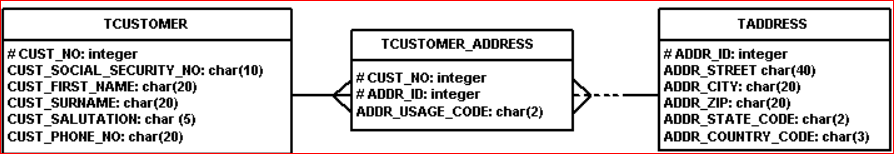 TCUSTOMER
# CUST_NO: integer
CUST_SOCIAL_SECURITY_NO: char(10)
CUST_FIRST_NAME: char(20)
CUST_SURNAME: char(20)
CUST_SALUTATION: char (5)
CUST_PHONE_NO: char(20)
TCUSTOMER_ADDRESS
# CUST_NO: integer
# ADDR_ID: integer
ADDR_USAGE_CODE: char(2)
TADDRESS
# ADDR_ID: integer
ADDR_STREET char(40)
ADDR_CITY: char(20)
ADDR_ZIP: char(20)
ADDR_STATE_CODE: char(2)
ADDR_COUNTRY_CODE: char(3)